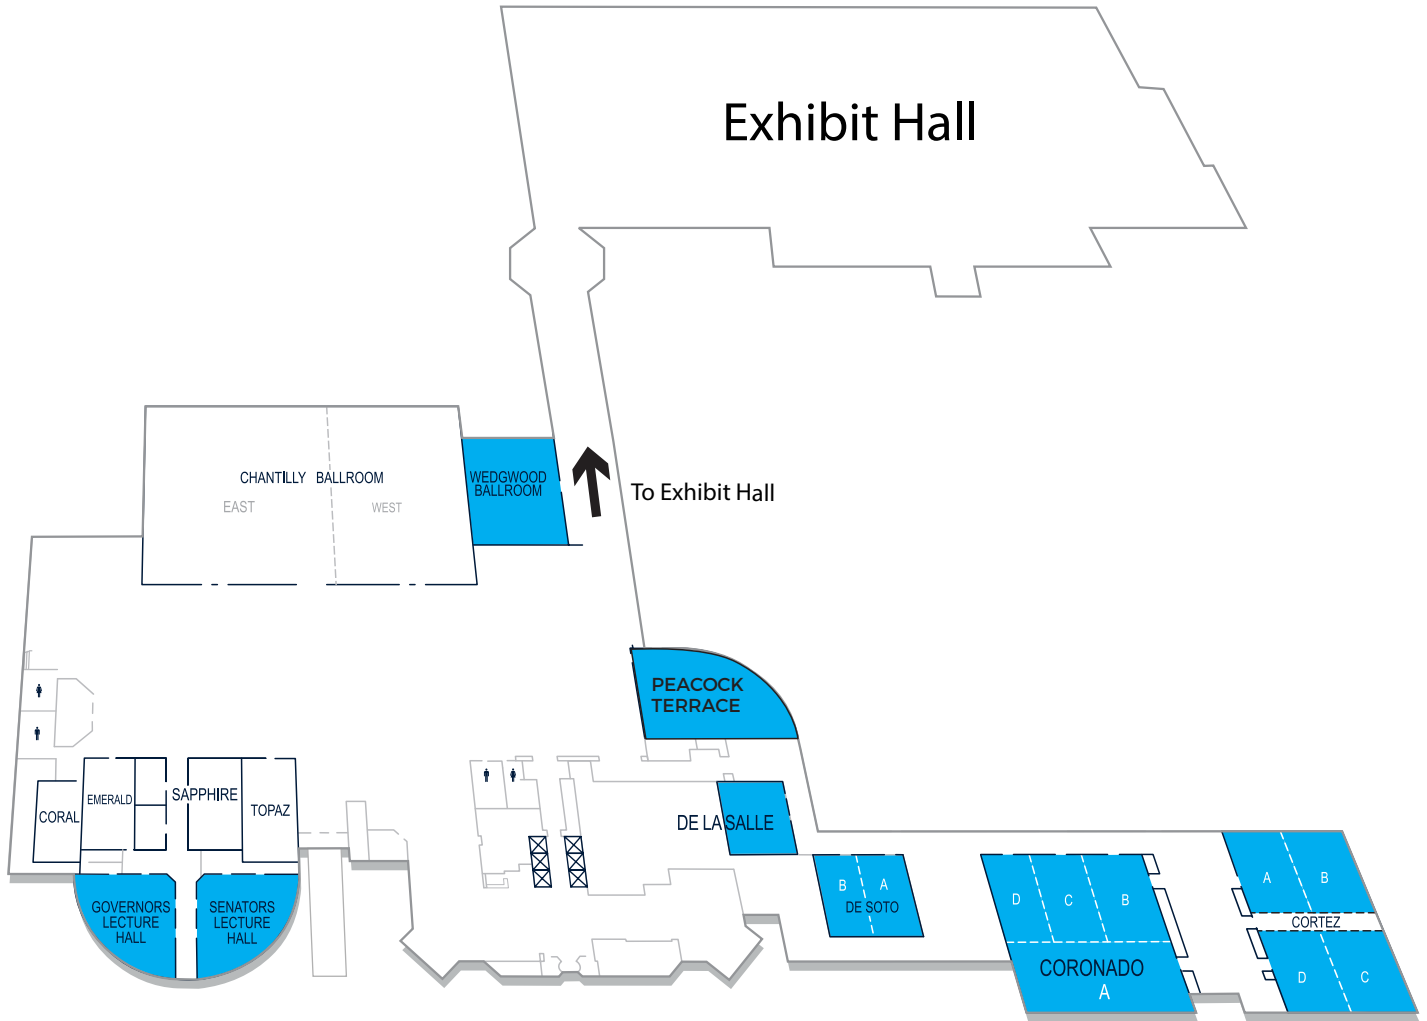 Exhibit Hall
CHANTILLY BALLROOM
EAST
WEST
WEDGWOOD
BALLROOM
To Exhibit Hall
PEACOCK
TERRACE
CORAL
EMERALD
SAPPHIRE
TOPAZ
GOVERNORS
LECTURE
HALL
SENATORS
LECTURE
HALL
DE LA SALLE
B
A
DE SOTO
D
C
B
CORONADO
A
A
B
CORTEZ
D
C